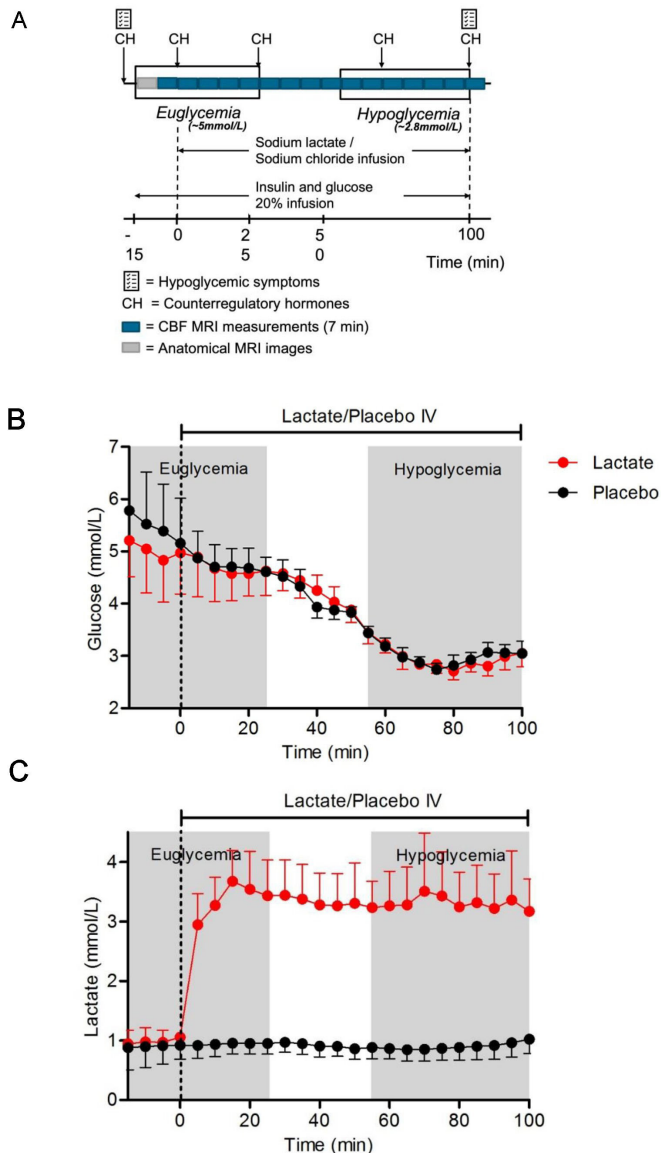 A
CH CH CH CH CH
Euglycemia
(~5mmol/L)
Hypoglycemia
(~2.8mmol/L)
Sodium lactate /
Sodium chloride infusion
Insulin and glucose
20% infusion
- 0 2 5 100
15 5 0 Time (min)
= Hypoglycemic symptoms
CH = Counterregulatory hormones
= CBF MRI measurements (7 min)
= Anatomical MRI images
B
Lactate/Placebo IV
7
Euglycemia
Hypoglycemia
Lactate
Placebo
6
5
4
3
2
Glucose (mmol/L)
0 20 40 60 80 100
Time (min)
C
Lactate/Placebo IV
Euglycemia
Hypoglycemia
4
3
2
1
0
Lactate (mmol/L)
0 20 40 60 80 100
Time (min)